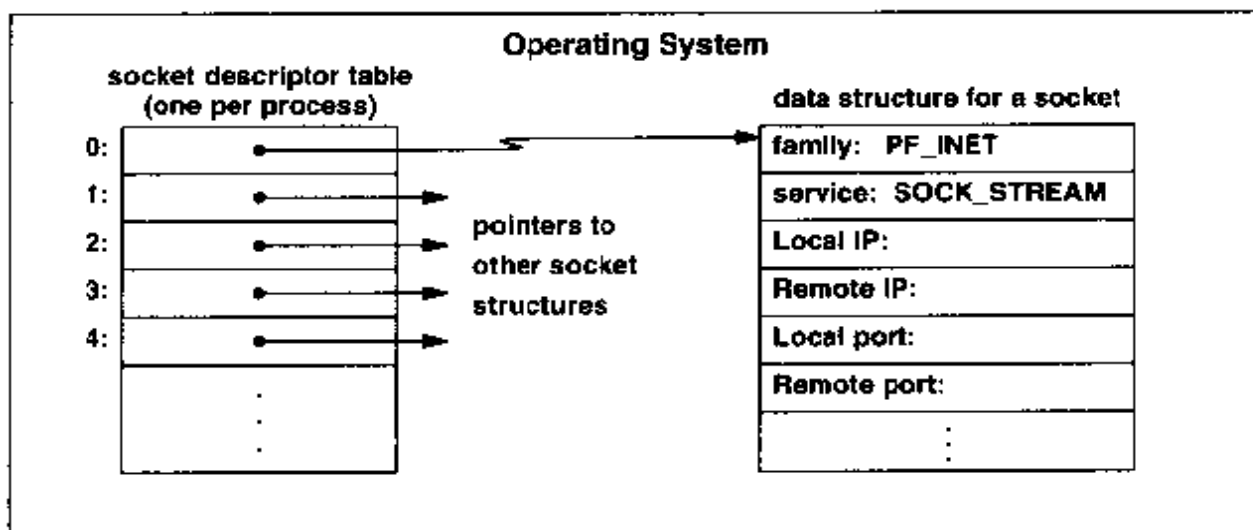 Operating System
socket descriptor table
(one per process)
0:
1:
2:
3:
4:
pointers to
other socket
structures
data structure for a socket
family: PF_INET
service: SOCK_STREAM
Local IP:
Remote IP:
Local port:
Remote port: